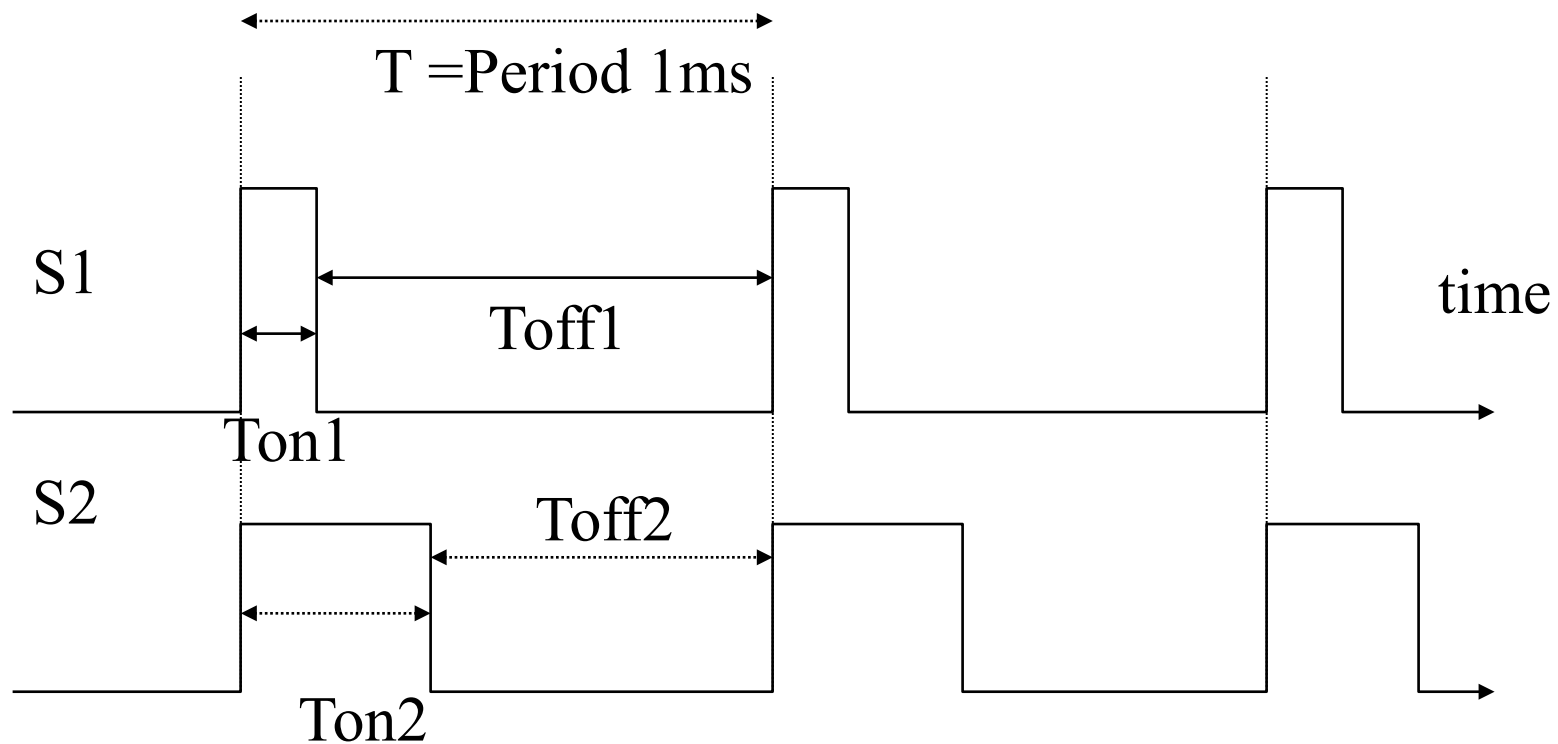 T =Period 1ms
S1
time
Toff1
Ton1
S2
Toff2
Ton2